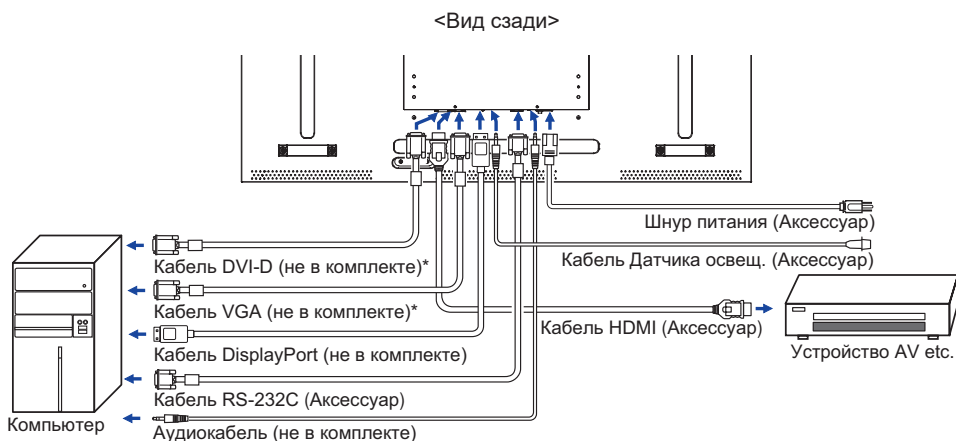 <Вид сзади>
Шнур питания (Аксессуар)
Кабель DVI-D (не в комплекте)*
Кабель Датчика освещ. (Аксессуар)
Кабель VGA (не в комплекте)*
Кабель HDMI (Аксессуар)
Кабель DisplayPort (не в комплекте)
Устройство AV etc.
Кабель RS-232C (Аксессуар)
Компьютер
Аудиокабель (не в комплекте)